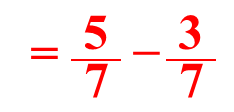 = 5/7 − 3/7